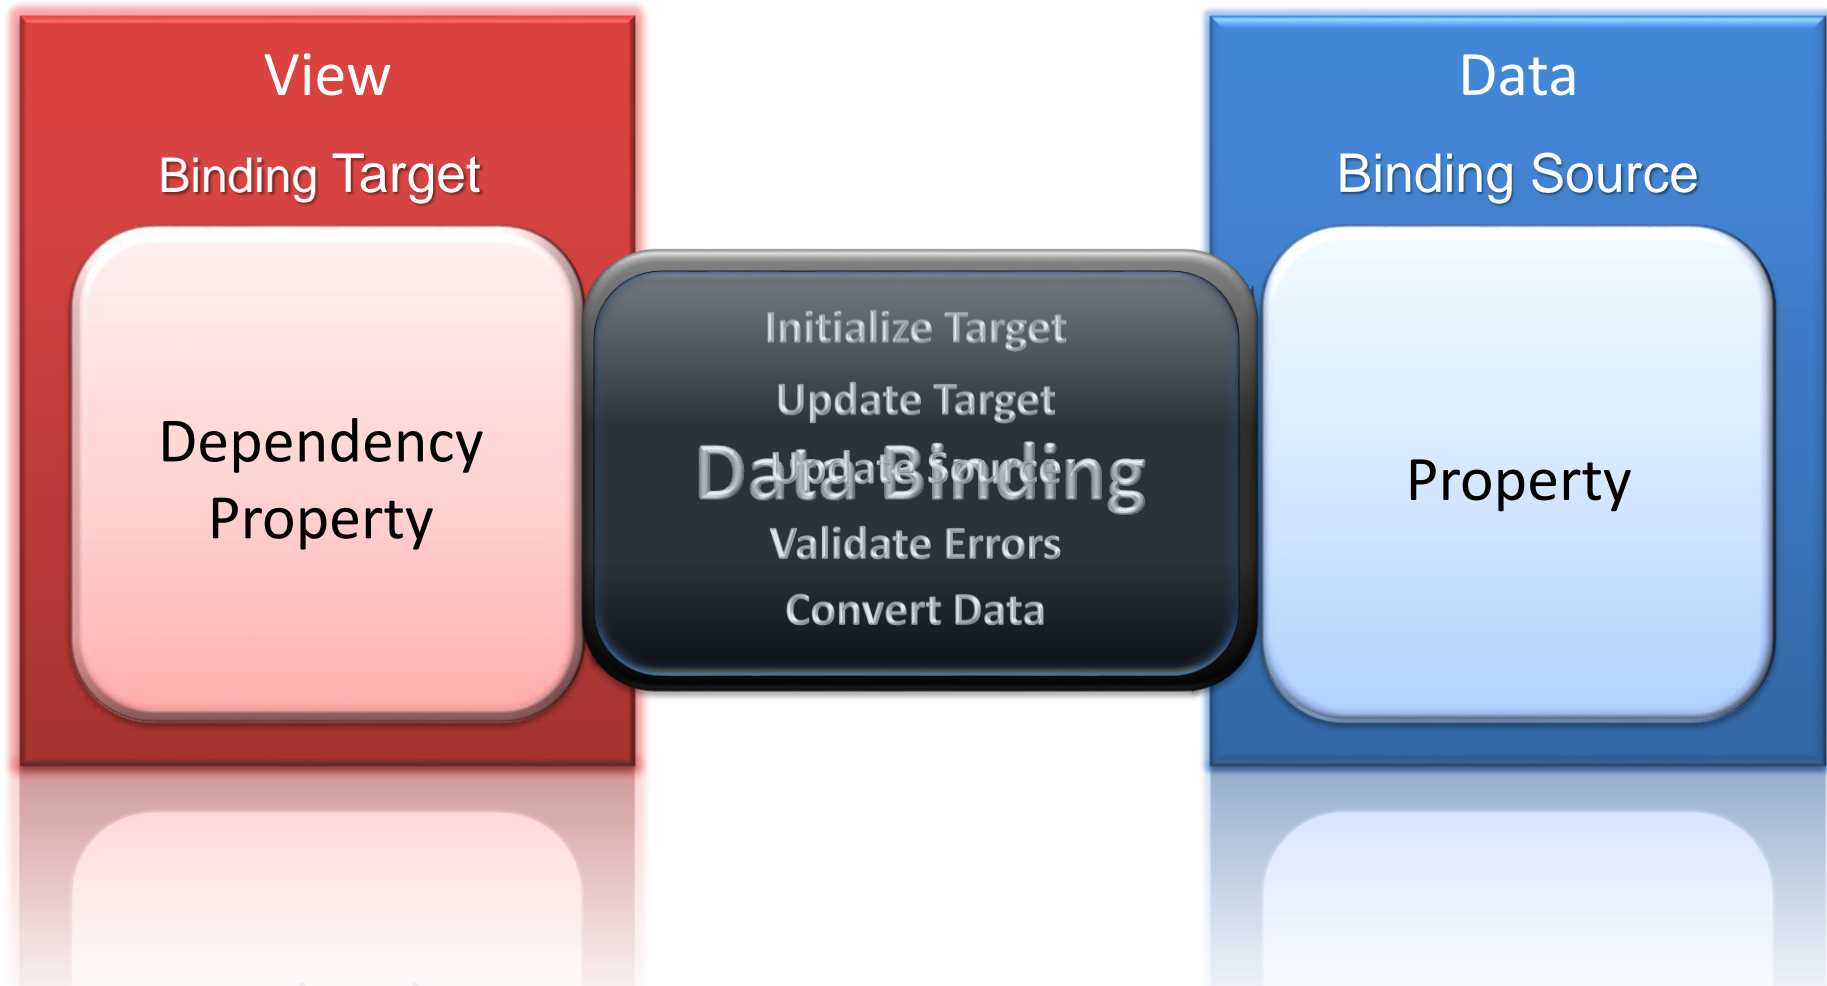 View
Binding Target
Dependency
Property
Initialize Target
Update Target
Update Source
Data Binding
Validate Errors
Convert Data
Data
Binding Source
Property